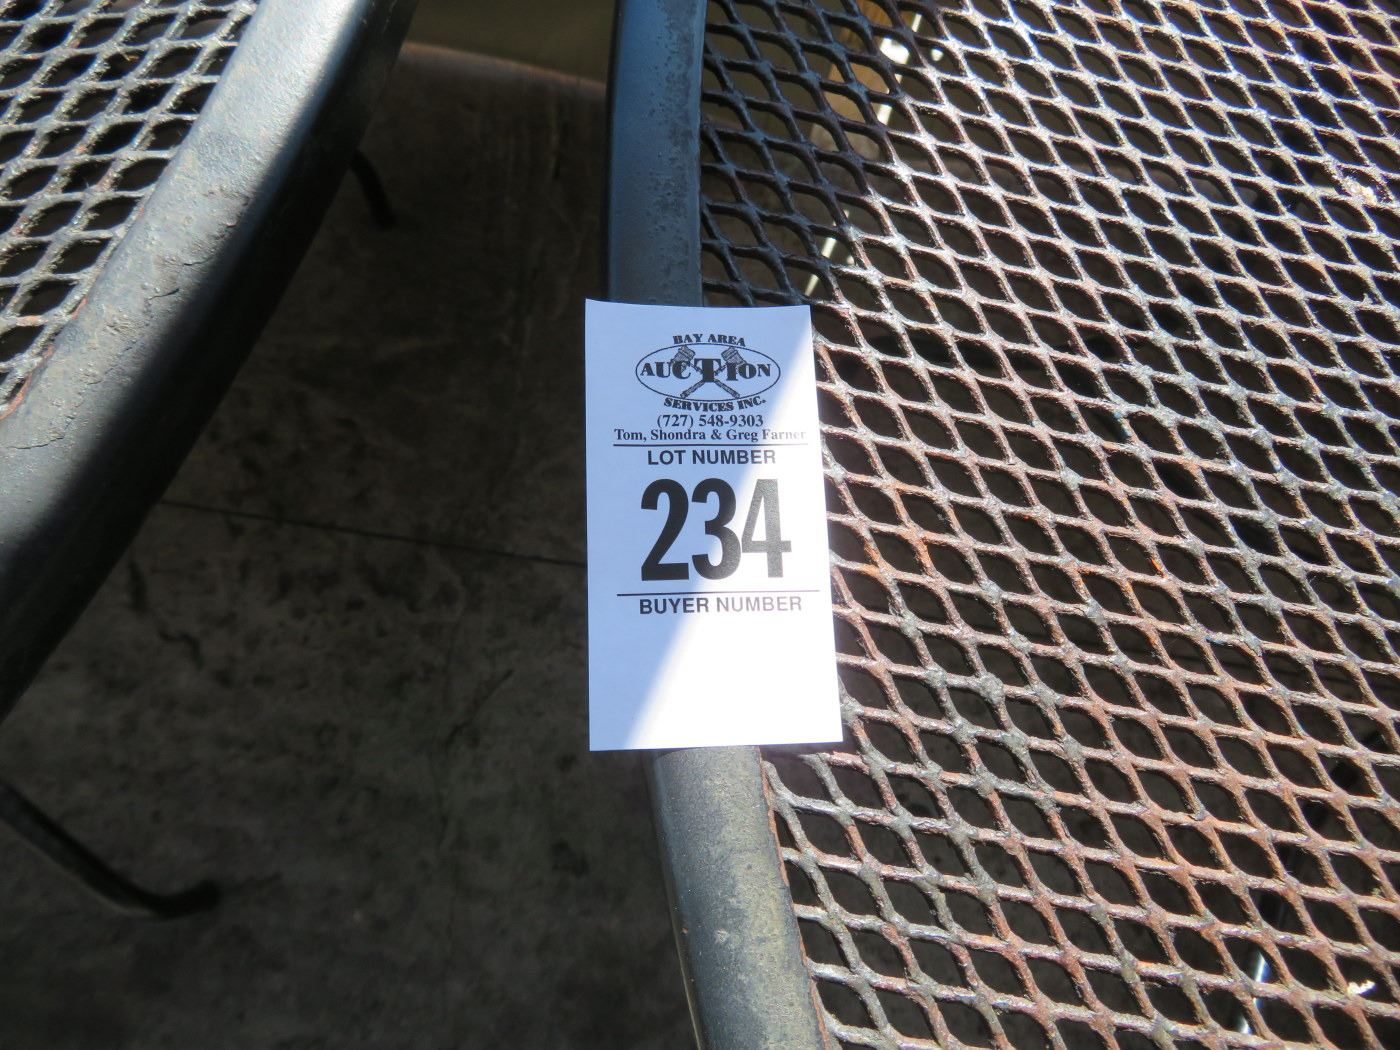 BAY AREA
AUCTION
SERVICES INC.
(727) 548-9303
Tom, Shondra & Greg Farner
LOT NUMBER
234
BUYER NUMBER